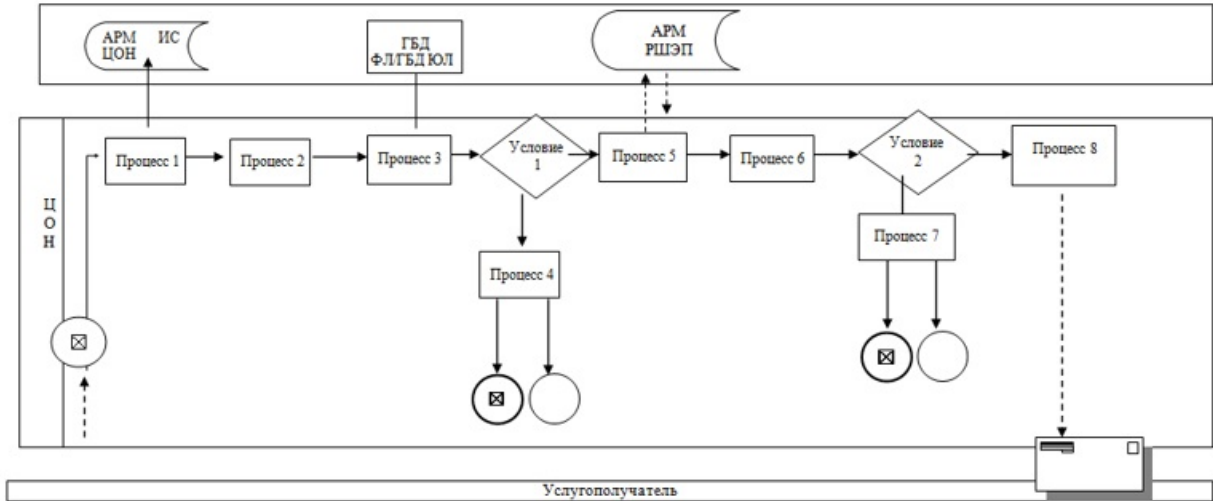 АРМ ИС
ЦОН
ГБД
ФЛ/ГБД ЮЛ
АРМ
РШЭП
Процесс 1
Процесс 2
Процесс 3
Условие
1
Процесс 5
Процесс 6
Условие
2
Процесс 8
Ц
О
Н
Процесс 7
Процесс 4
Услугополучатель